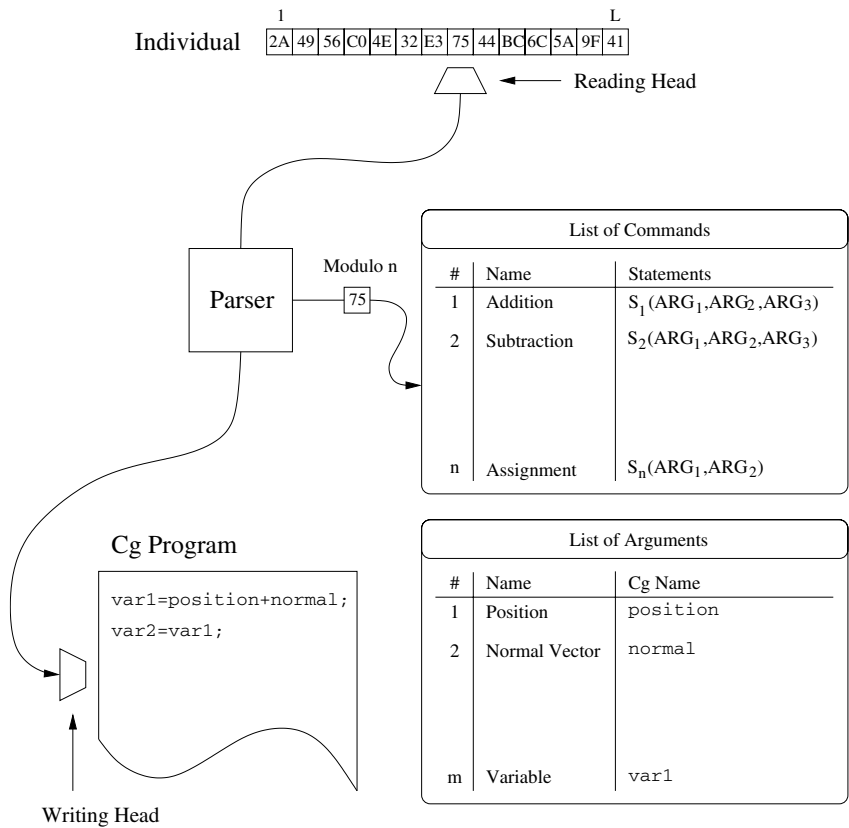 1 L
Individual 2A 49 56 C0 4E 32 E3 75 44 BC 6C 5A 9F 41
Reading Head
Parser
Modulo n
75
List of Commands
# Name Statements
1 Addition S1(ARG1,ARG2,ARG3)
2 Subtraction S2(ARG1,ARG2,ARG3)
n Assignment Sn(ARG1,ARG2)
Cg Program
var1=position+normal;
var2=var1;
Writing Head
List of Arguments
# Name Cg Name
1 Position position
2 Normal Vector normal
m Variable var1